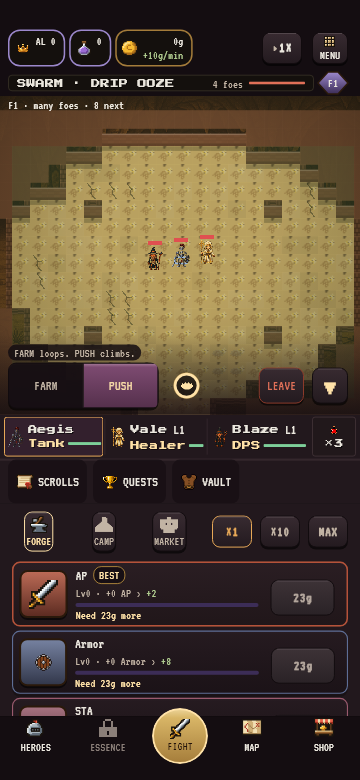 AL 0
0
0g
+10g/min
▸1X
MENU
SWARM · DRIP OOZE
4 foes
F1
F1 · many foes · 8 next
FARM loops. PUSH climbs.
FARM
PUSH
LEAVE
Aegis
Tank
Vale L1
Healer
Blaze L1
DPS
×3
SCROLLS
QUESTS
VAULT
FORGE
CAMP
MARKET
X1
X10
MAX
AP BEST
Lv0 · +0 AP > +2
Need 23g more
23g
Armor
Lv0 · +0 Armor > +8
Need 23g more
23g
STA
HEROES
ESSENCE
FIGHT
MAP
SHOP